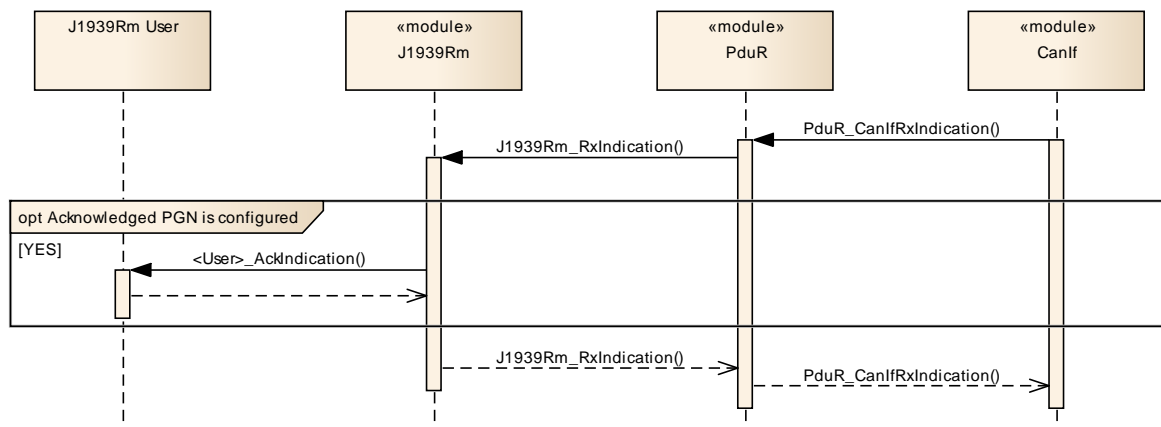 J1939Rm User
«module»
J1939Rm
«module»
PduR
«module»
CanIf
PduR_CanIfRxIndication()
J1939Rm_RxIndication()
opt Acknowledged PGN is configured
[YES]
<User>_AckIndication()
J1939Rm_RxIndication()
PduR_CanIfRxIndication()